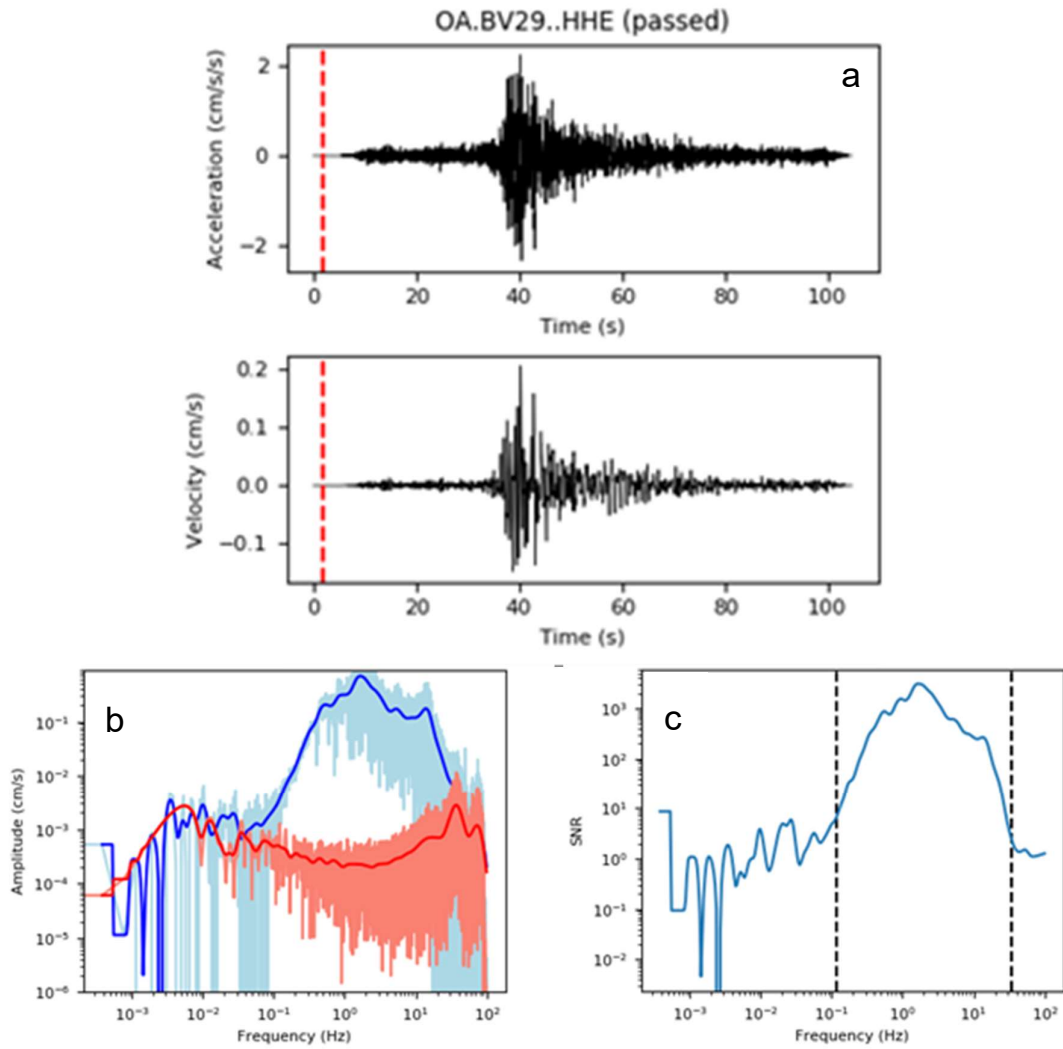 OA.BV29..HHE (passed)
a
Acceleration (cm/s/s)
2
0
−2
0 20 40 60 80 100
Time (s)
Velocity (cm/s)
0.2
0.1
0.0
−0.1
0 20 40 60 80 100
Time (s)
b
Amplitude (cm/s)
10⁻¹
10⁻²
10⁻³
10⁻⁴
10⁻⁵
10⁻⁶
10⁻³ 10⁻² 10⁻¹ 10⁰ 10¹ 10²
Frequency (Hz)
c
SNR
10³
10²
10¹
10⁰
10⁻¹
10⁻²
10⁻³ 10⁻² 10⁻¹ 10⁰ 10¹ 10²
Frequency (Hz)